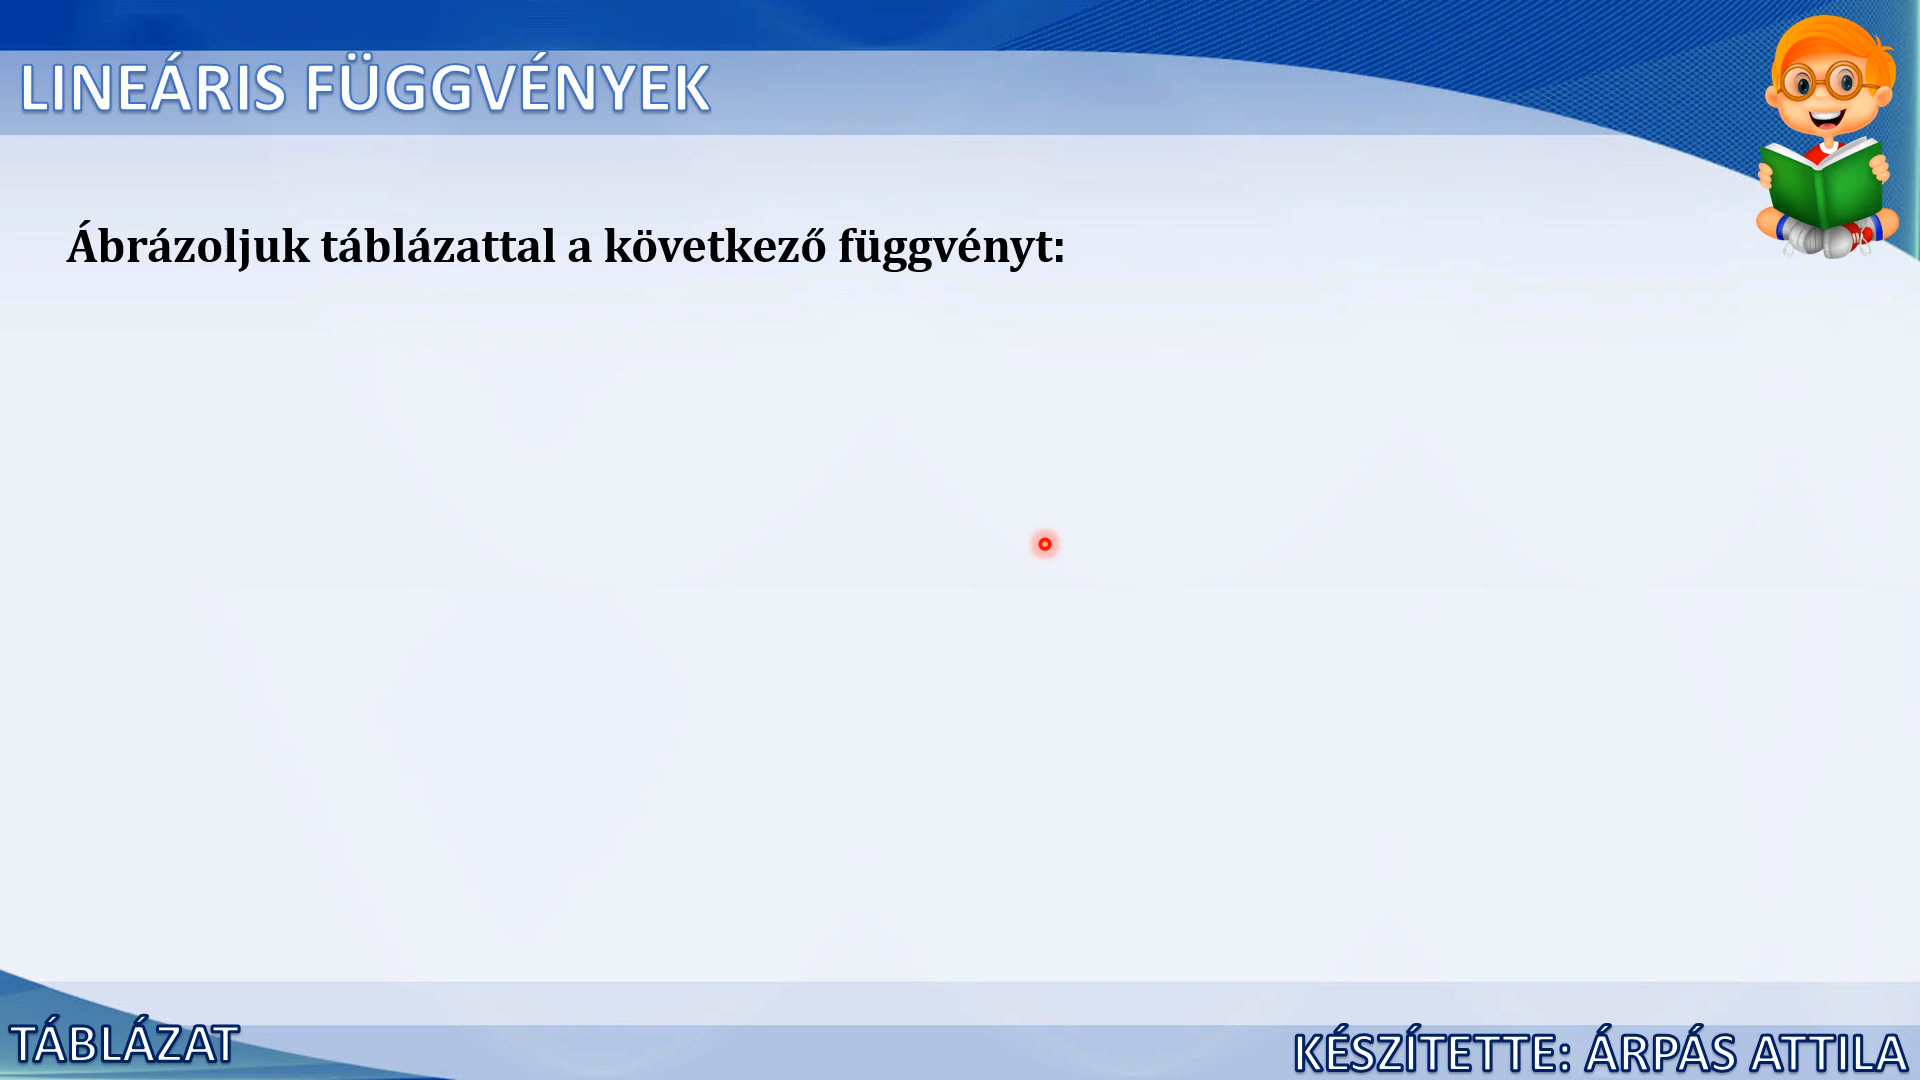 LINEÁRIS FÜGGVÉNYEK
Ábrázoljuk táblázattal a következő függvényt:
TÁBLÁZAT
KÉSZÍTETTE: ÁRPÁS ATTILA